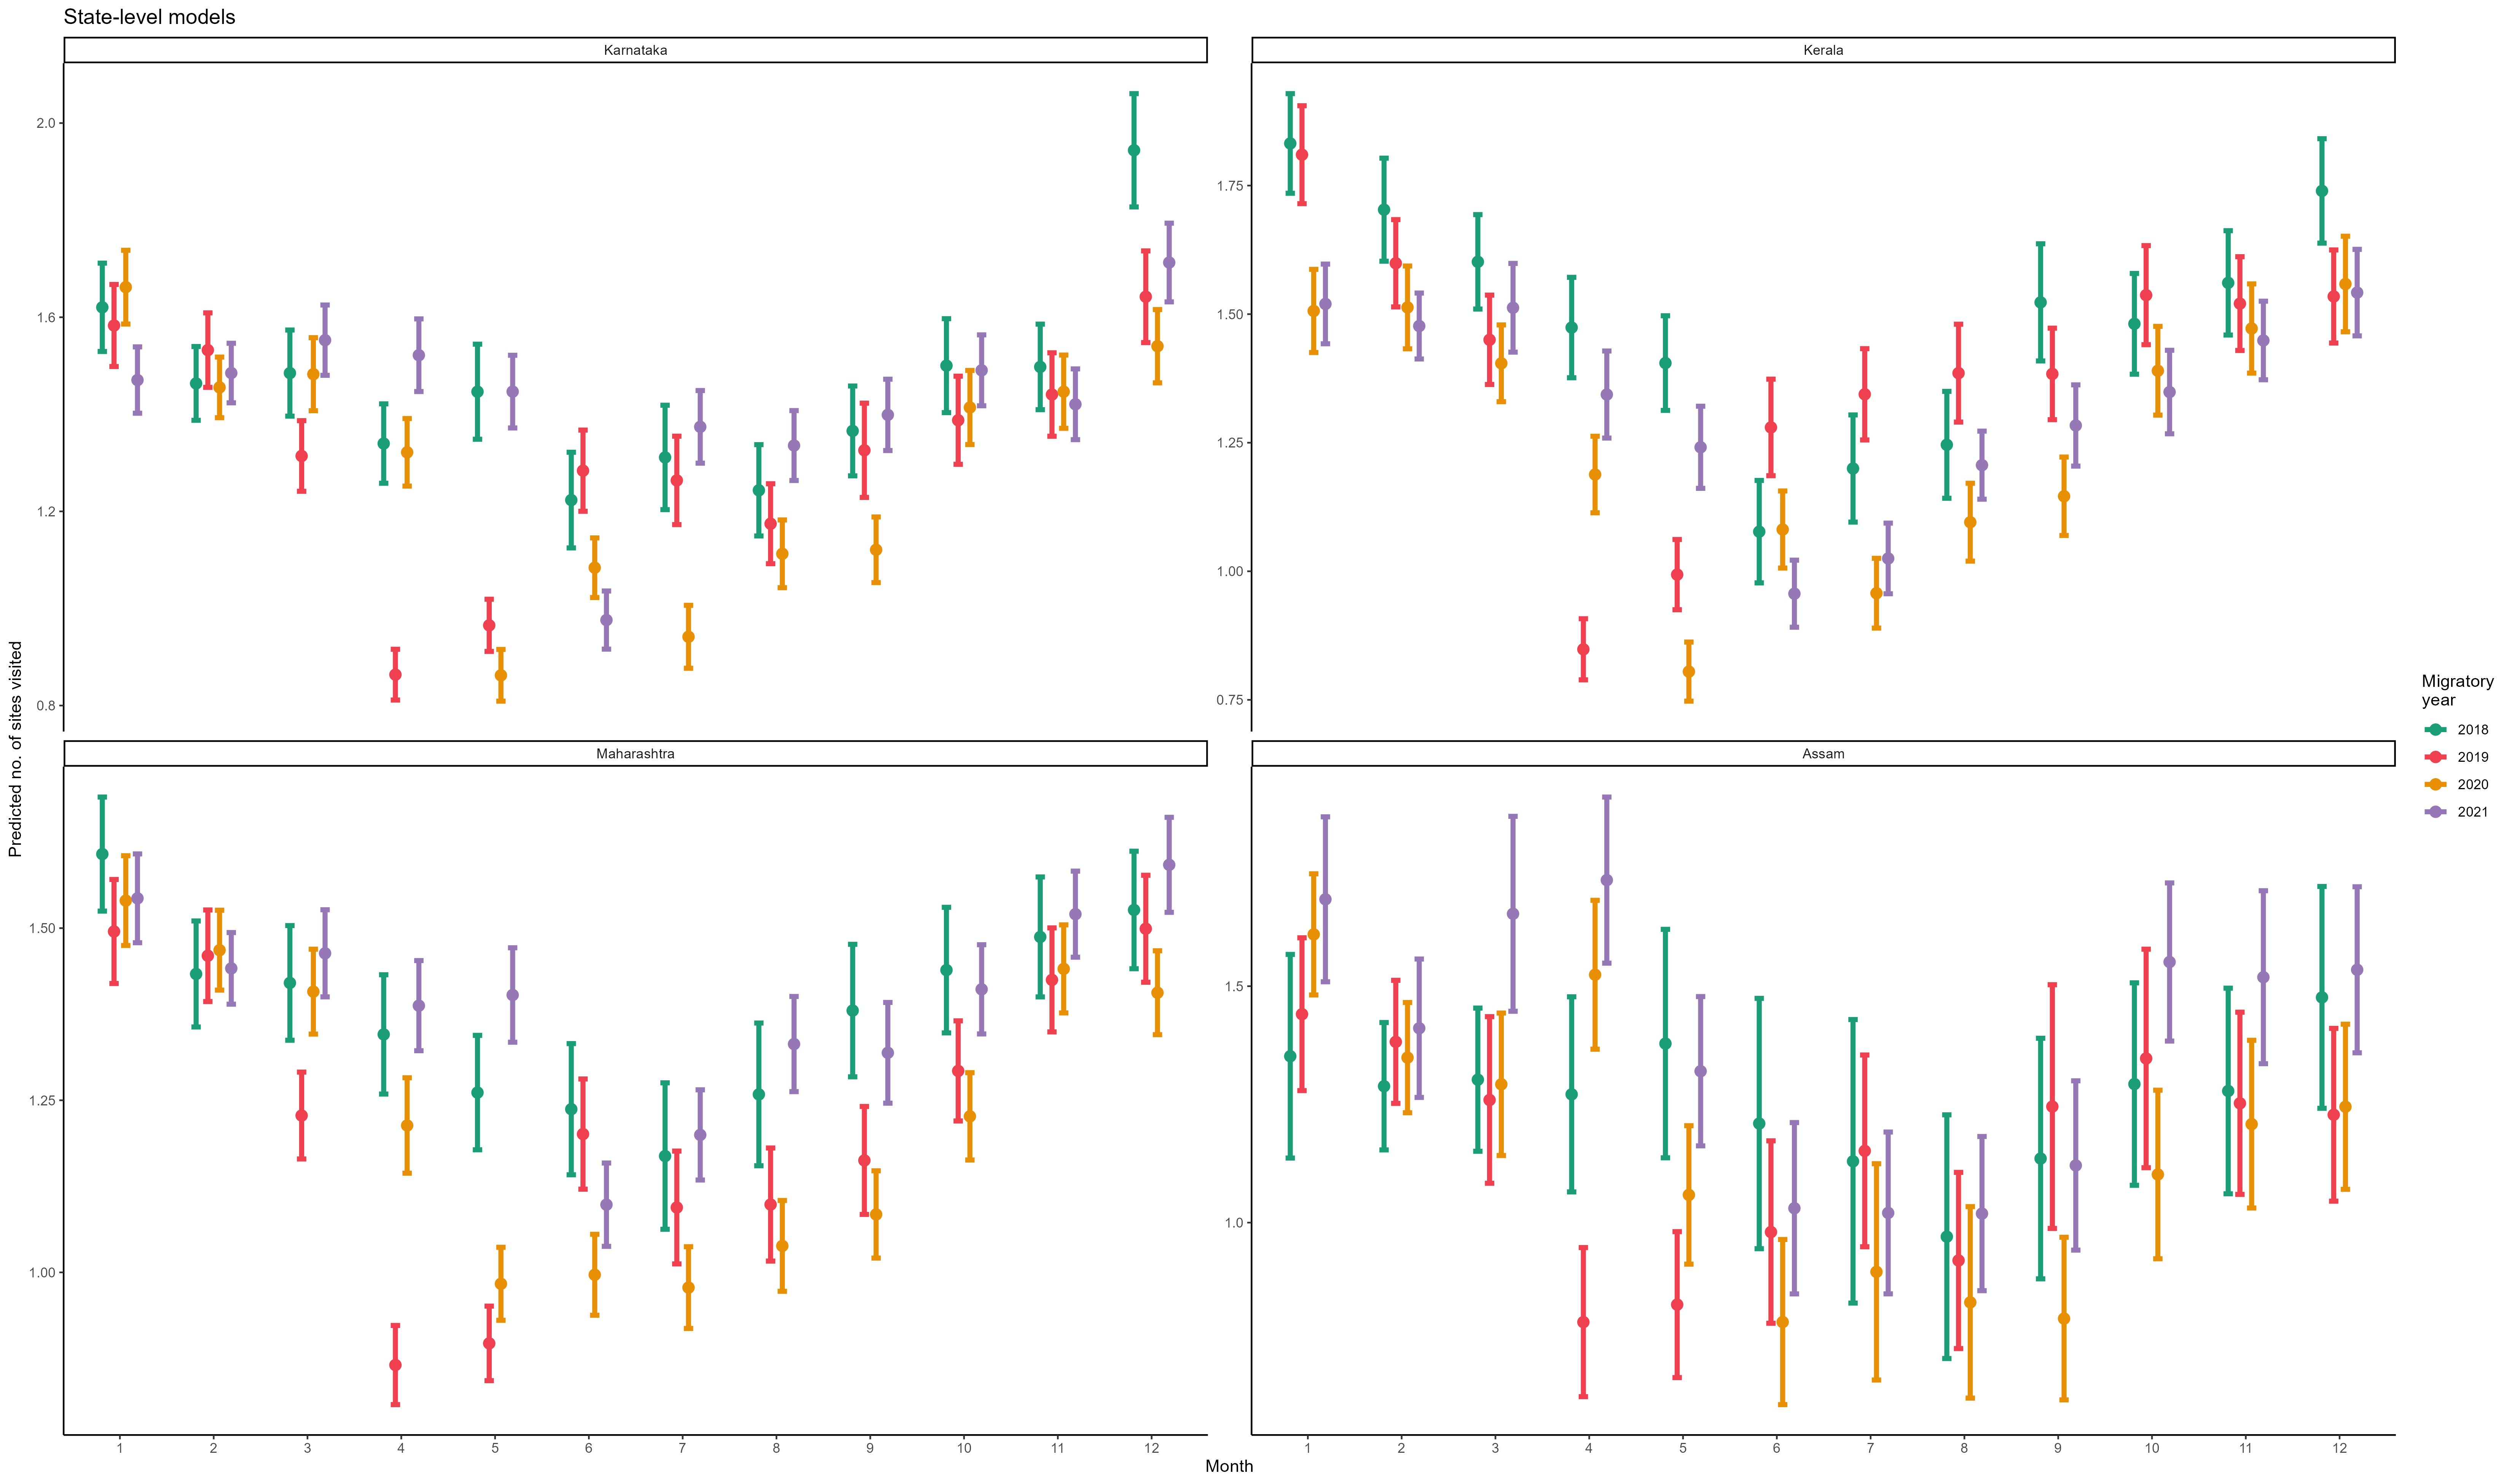 State-level models
Karnataka
Kerala
2.0
1.6
1.2
0.8
1.75
1.50
1.25
1.00
0.75
Predicted no. of sites visited
Maharashtra
Assam
1.50
1.25
1.00
1.5
1.0
1 2 3 4 5 6 7 8 9 10 11 12
1 2 3 4 5 6 7 8 9 10 11 12
Month
Migratory
year
2018
2019
2020
2021